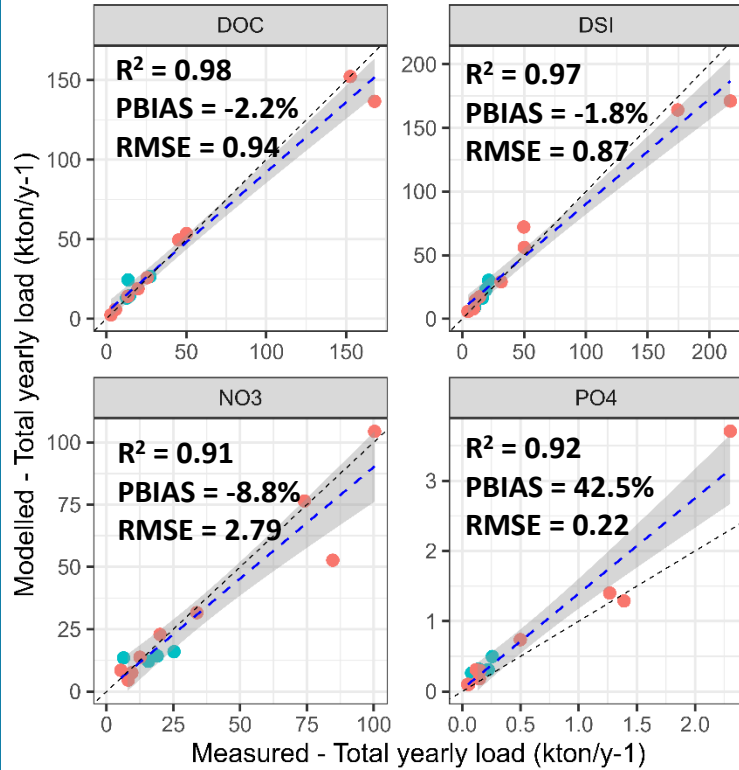 DOC
DSI
R² = 0.98
PBIAS = -2.2%
RMSE = 0.94
R² = 0.97
PBIAS = -1.8%
RMSE = 0.87
150
100
50
0
0 50 100 150
200
150
100
50
0
0 50 100 150 200
NO3
PO4
R² = 0.91
PBIAS = -8.8%
RMSE = 2.79
R² = 0.92
PBIAS = 42.5%
RMSE = 0.22
100
75
50
25
0
0 25 50 75 100
3
2
1
0
0.0 0.5 1.0 1.5 2.0
Modelled - Total yearly load (kton/y-1)
Measured - Total yearly load (kton/y-1)